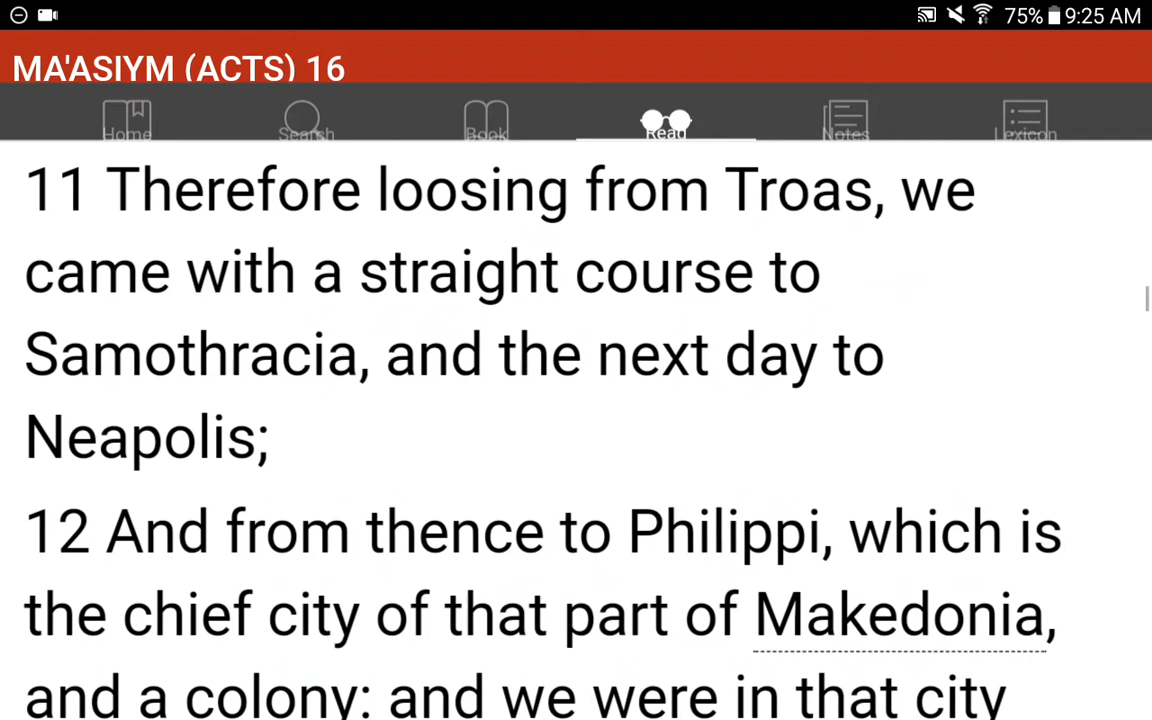 75% 9:25 AM
MA'ASIYM (ACTS) 16
Home Search Book Read Notes Lexicon
11 Therefore loosing from Troas, we
came with a straight course to
Samothracia, and the next day to
Neapolis;
12 And from thence to Philippi, which is
the chief city of that part of Makedonia,
and a colony: and we were in that city